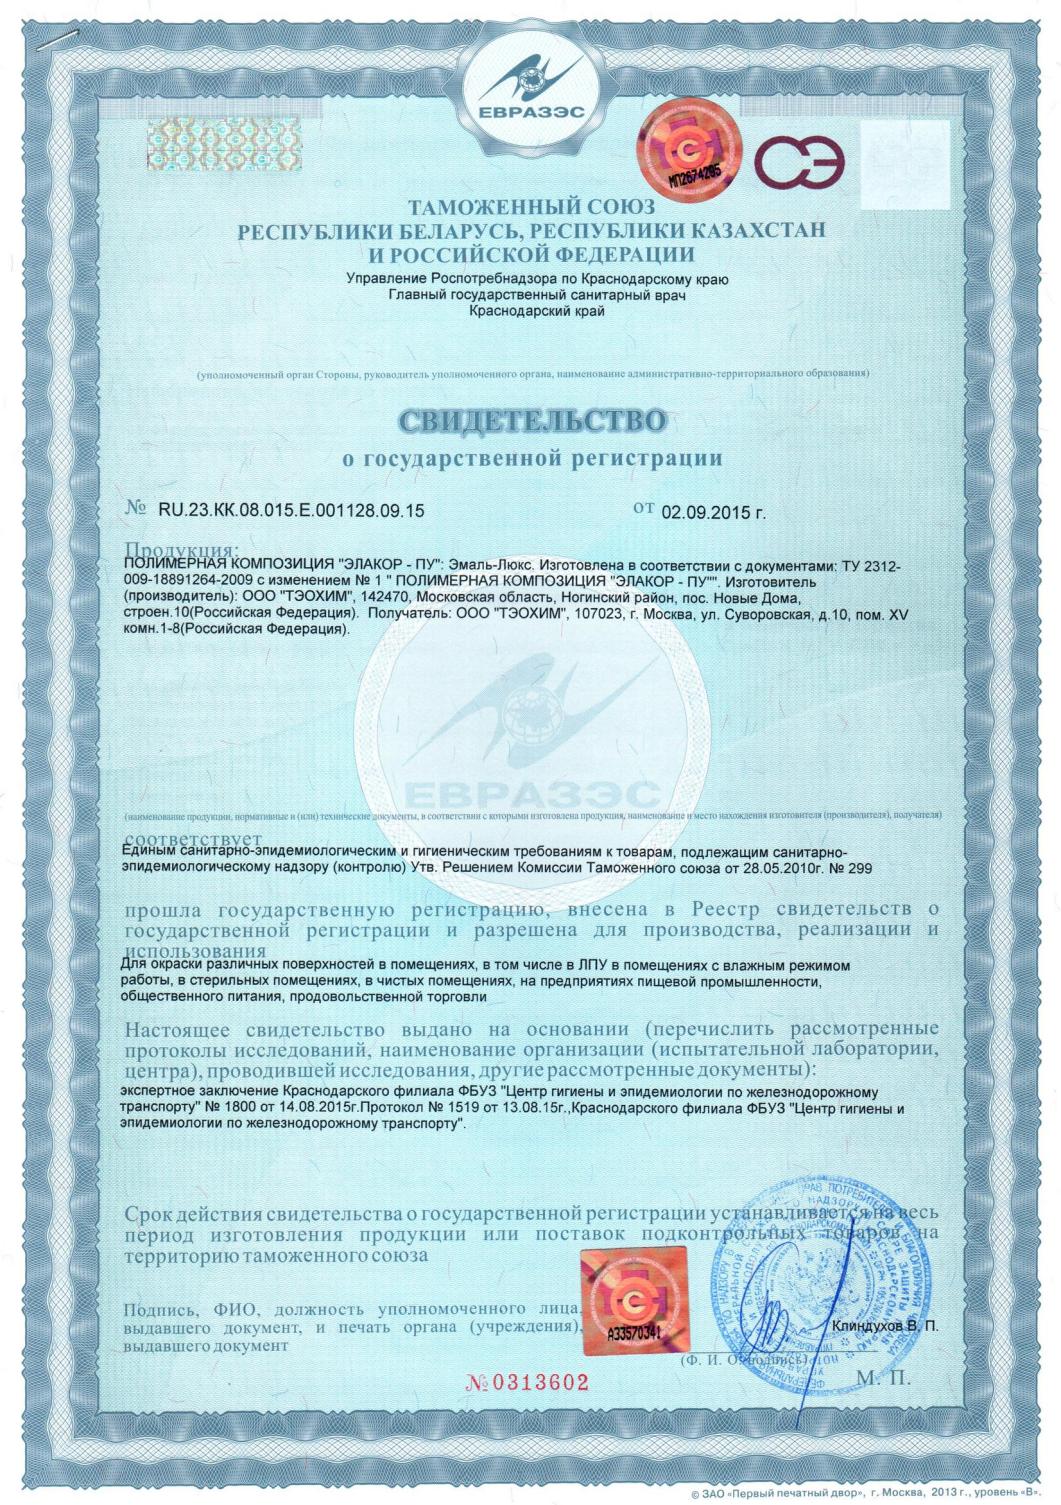 ЕВРАЗЭС
МП2674205
СЭ
ТАМОЖЕННЫЙ СОЮЗ
РЕСПУБЛИКИ БЕЛАРУСЬ, РЕСПУБЛИКИ КАЗАХСТАН
И РОССИЙСКОЙ ФЕДЕРАЦИИ
Управление Роспотребнадзора по Краснодарскому краю
Главный государственный санитарный врач
Краснодарский край
(уполномоченный орган Стороны, руководитель уполномоченного органа, наименование административно-территориального образования)
СВИДЕТЕЛЬСТВО
о государственной регистрации
№ RU.23.КК.08.015.Е.001128.09.15 от 02.09.2015 г.
Продукция:
ПОЛИМЕРНАЯ КОМПОЗИЦИЯ "ЭЛАКОР - ПУ": Эмаль-Люкс. Изготовлена в соответствии с документами: ТУ 2312-
009-18891264-2009 с изменением № 1 " ПОЛИМЕРНАЯ КОМПОЗИЦИЯ "ЭЛАКОР - ПУ"". Изготовитель
(производитель): ООО "ТЭОХИМ", 142470, Московская область, Ногинский район, пос. Новые Дома,
строен.10(Российская Федерация). Получатель: ООО "ТЭОХИМ", 107023, г. Москва, ул. Суворовская, д.10, пом. XV
комн.1-8(Российская Федерация).
ЕВРАЗЭС
(наименование продукции, нормативные и (или) технические документы, в соответствии с которыми изготовлена продукция, наименование и место нахождения изготовителя (производителя), получателя)
соответствует
Единым санитарно-эпидемиологическим и гигиеническим требованиям к товарам, подлежащим санитарно-
эпидемиологическому надзору (контролю) Утв. Решением Комиссии Таможенного союза от 28.05.2010г. № 299
прошла государственную регистрацию, внесена в Реестр свидетельств о
государственной регистрации и разрешена для производства, реализации и
использования
Для окраски различных поверхностей в помещениях, в том числе в ЛПУ в помещениях с влажным режимом
работы, в стерильных помещениях, в чистых помещениях, на предприятиях пищевой промышленности,
общественного питания, продовольственной торговли
Настоящее свидетельство выдано на основании (перечислить рассмотренные
протоколы исследований, наименование организации (испытательной лаборатории,
центра), проводившей исследования, другие рассмотренные документы):
экспертное заключение Краснодарского филиала ФБУЗ "Центр гигиены и эпидемиологии по железнодорожному
транспорту" № 1800 от 14.08.2015г.Протокол № 1519 от 13.08.15г.,Краснодарского филиала ФБУЗ "Центр гигиены и
эпидемиологии по железнодорожному транспорту".
Срок действия свидетельства о государственной регистрации устанавливается на весь
период изготовления продукции или поставок подконтрольных товаров на
территорию таможенного союза
Подпись, ФИО, должность уполномоченного лица,
выдавшего документ, и печать органа (учреждения),
выдавшего документ
А33570341
Клиндухов В. П.
(Ф. И. О./подпись)
М. П.
№0313602
© ЗАО «Первый печатный двор», г. Москва, 2013 г., уровень «В».